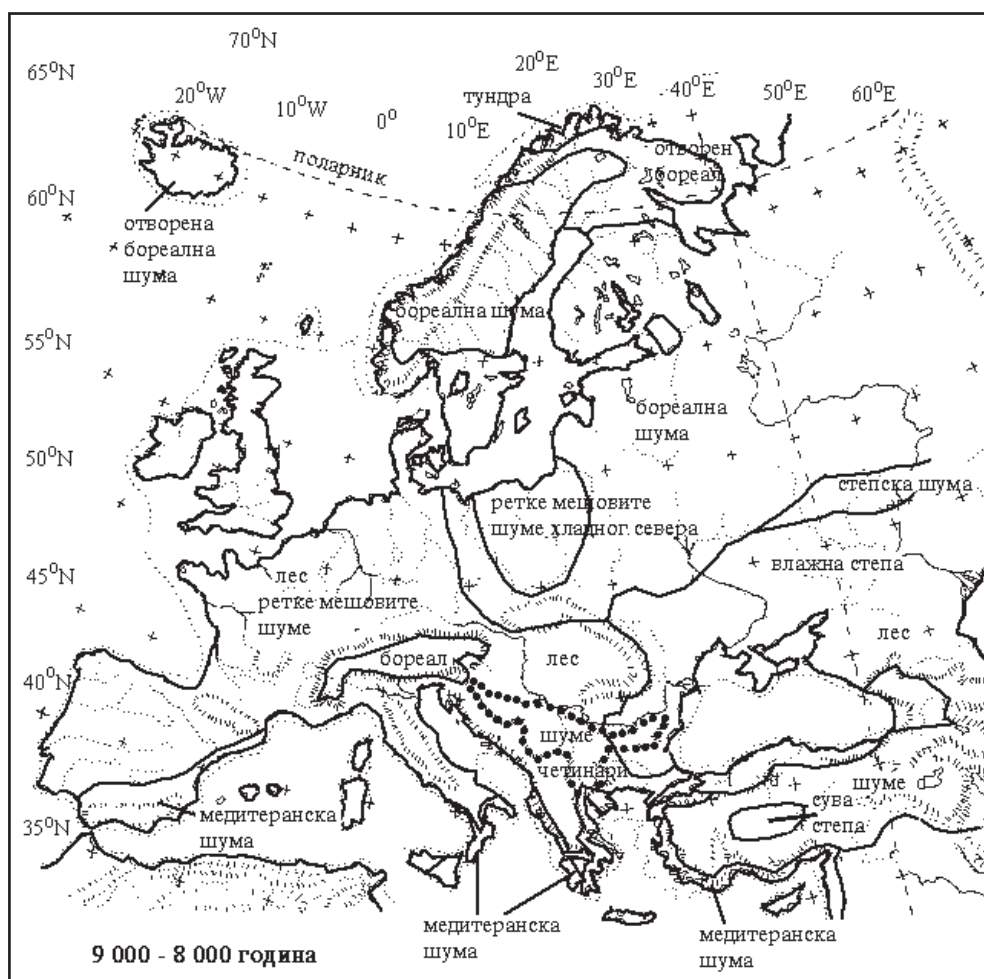 70⁰N
65⁰N
20⁰W
10⁰W
0⁰
10⁰E
20⁰E
30⁰E
40⁰E
50⁰E
60⁰E
тундра
поларник
отворен
бореал
60⁰N
отворена
бореална
шума
бореална шума
55⁰N
бореална
шума
50⁰N
степска шума
ретке мешовите
шуме хладног севера
45⁰N
лес
ретке мешовите
шуме
влажна степа
лес
бореал
лес
40⁰N
шуме
четинари
шуме
сува
степа
медитеранска
шума
35⁰N
медитеранска
шума
медитеранска
шума
9 000 - 8 000 година